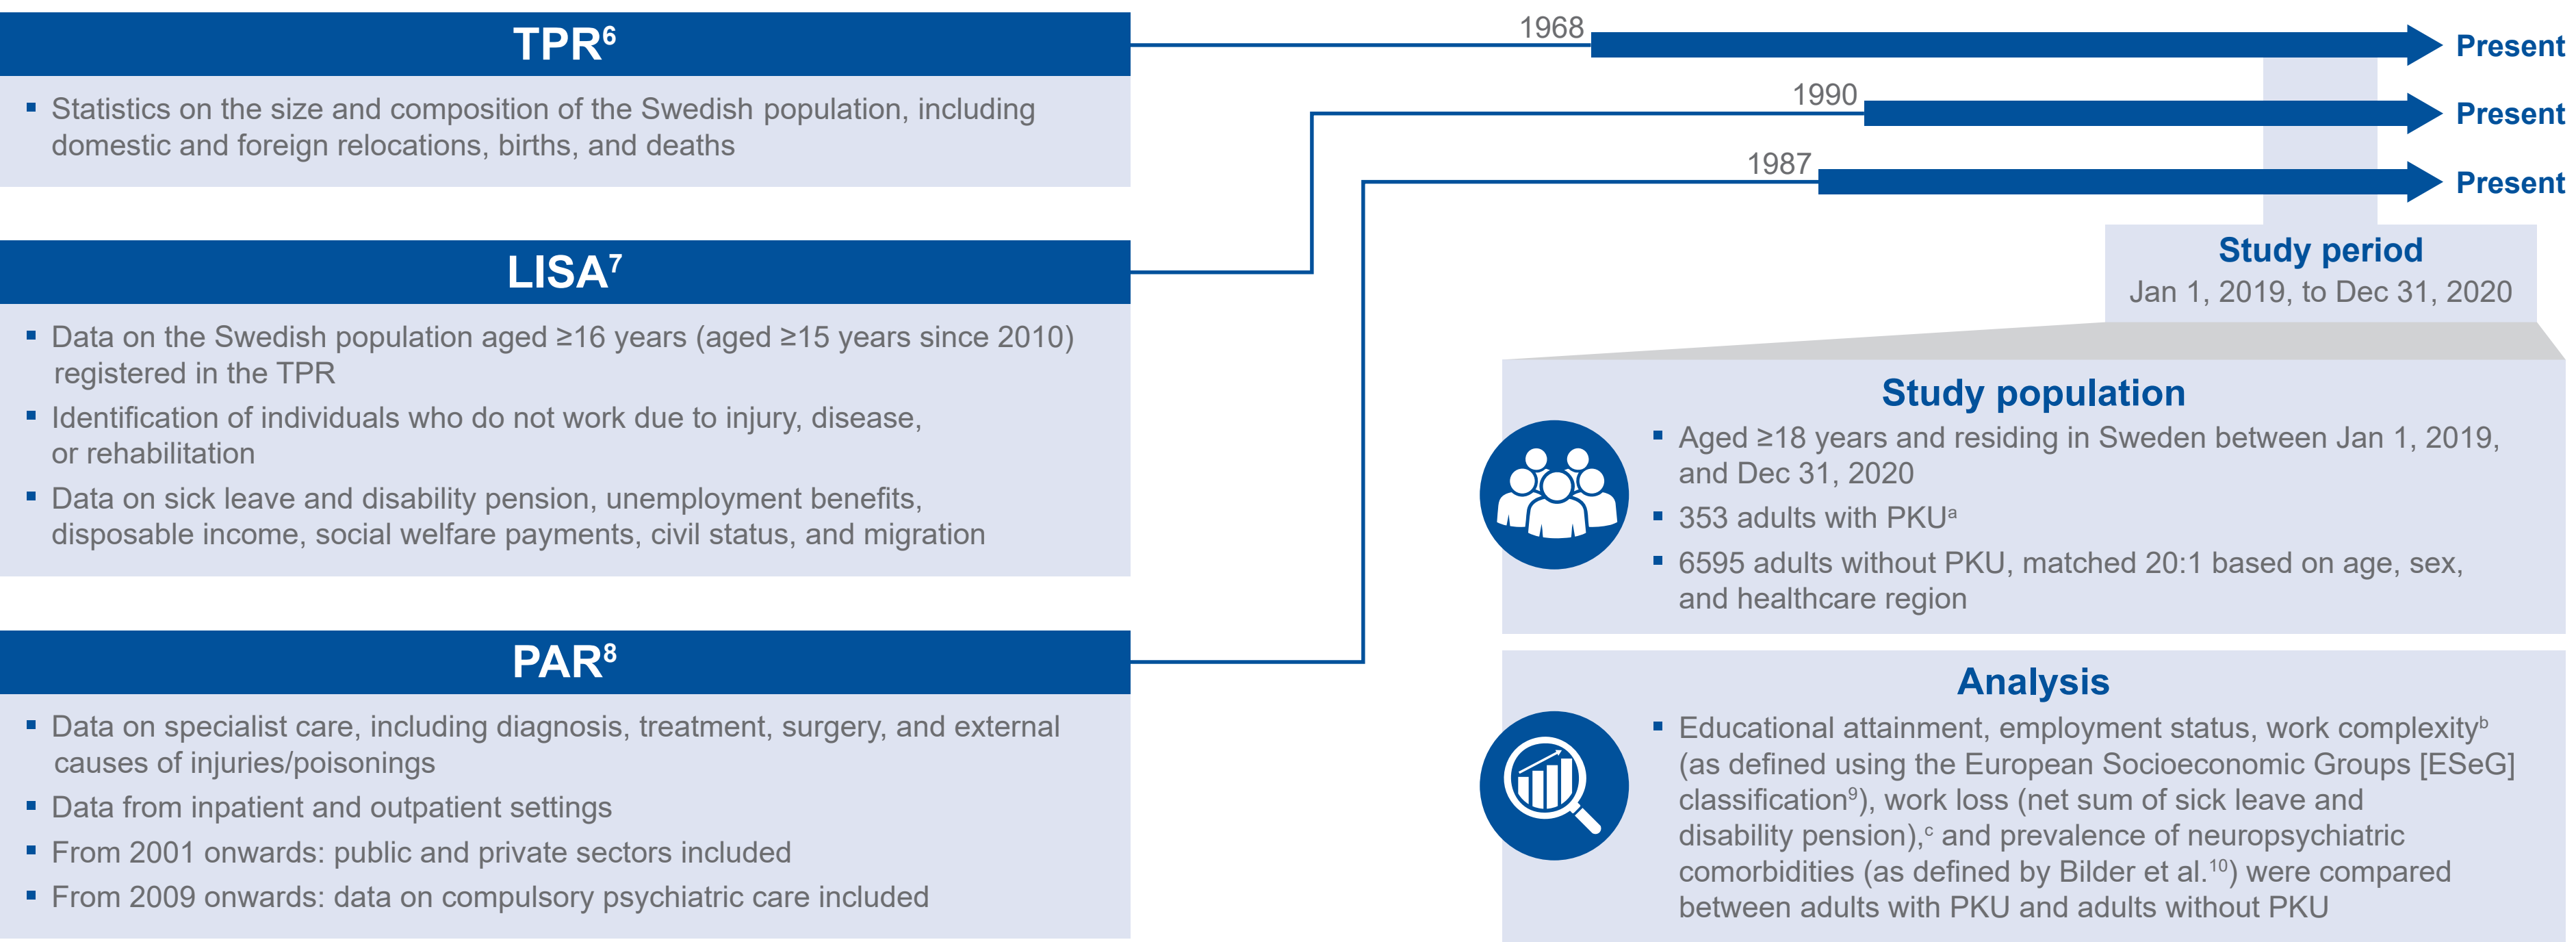 TPR⁶
▪ Statistics on the size and composition of the Swedish population, including
domestic and foreign relocations, births, and deaths
LISA⁷
▪ Data on the Swedish population aged ≥16 years (aged ≥15 years since 2010)
registered in the TPR
▪ Identification of individuals who do not work due to injury, disease,
or rehabilitation
▪ Data on sick leave and disability pension, unemployment benefits,
disposable income, social welfare payments, civil status, and migration
PAR⁸
▪ Data on specialist care, including diagnosis, treatment, surgery, and external
causes of injuries/poisonings
▪ Data from inpatient and outpatient settings
▪ From 2001 onwards: public and private sectors included
▪ From 2009 onwards: data on compulsory psychiatric care included
1968
Present
1990
Present
1987
Present
Study period
Jan 1, 2019, to Dec 31, 2020
Study population
▪ Aged ≥18 years and residing in Sweden between Jan 1, 2019,
and Dec 31, 2020
▪ 353 adults with PKUᵃ
▪ 6595 adults without PKU, matched 20:1 based on age, sex,
and healthcare region
Analysis
▪ Educational attainment, employment status, work complexityᵇ
(as defined using the European Socioeconomic Groups [ESeG]
classification⁹), work loss (net sum of sick leave and
disability pension),ᶜ and prevalence of neuropsychiatric
comorbidities (as defined by Bilder et al.¹⁰) were compared
between adults with PKU and adults without PKU